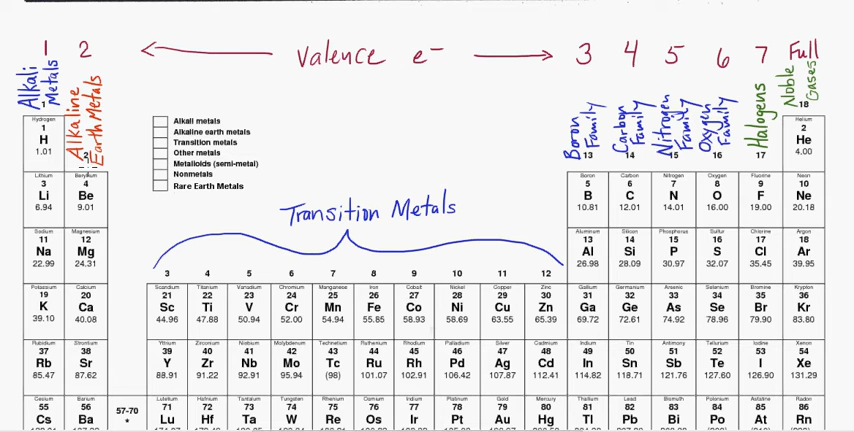 1 2 ← Valence e⁻ → 3 4 5 6 7 Full
Alkali Metals
Alkaline Earth Metals
Boron Family
Carbon Family
Nitrogen Family
Oxygen Family
Halogens
Noble Gases
1 2 13 14 15 16 17 18
Alkali metals
Alkaline earth metals
Transition metals
Other metals
Metalloids (semi-metal)
Nonmetals
Rare Earth Metals
Hydrogen Helium
1 2
H He
1.01 4.00
Lithium Beryllium Boron Carbon Nitrogen Oxygen Fluorine Neon
3 4 5 6 7 8 9 10
Li Be B C N O F Ne
6.94 9.01 10.81 12.01 14.01 16.00 19.00 20.18
Transition Metals
Sodium Magnesium Aluminum Silicon Phosphorus Sulfur Chlorine Argon
11 12 13 14 15 16 17 18
Na Mg Al Si P S Cl Ar
22.99 24.31 26.98 28.09 30.97 32.07 35.45 39.95
3 4 5 6 7 8 9 10 11 12
Potassium Calcium Scandium Titanium Vanadium Chromium Manganese Iron Cobalt Nickel Copper Zinc Gallium Germanium Arsenic Selenium Bromine Krypton
19 20 21 22 23 24 25 26 27 28 29 30 31 32 33 34 35 36
K Ca Sc Ti V Cr Mn Fe Co Ni Cu Zn Ga Ge As Se Br Kr
39.10 40.08 44.96 47.88 50.94 52.00 54.94 55.85 58.93 58.69 63.55 65.39 69.72 72.61 74.92 78.96 79.90 83.80
Rubidium Strontium Yttrium Zirconium Niobium Molybdenum Technetium Ruthenium Rhodium Palladium Silver Cadmium Indium Tin Antimony Tellurium Iodine Xenon
37 38 39 40 41 42 43 44 45 46 47 48 49 50 51 52 53 54
Rb Sr Y Zr Nb Mo Tc Ru Rh Pd Ag Cd In Sn Sb Te I Xe
85.47 87.62 88.91 91.22 92.91 95.94 (98) 101.07 102.91 106.42 107.87 112.41 114.82 118.71 121.76 127.60 126.90 131.29
Cesium Barium Lutetium Hafnium Tantalum Tungsten Rhenium Osmium Iridium Platinum Gold Mercury Thallium Lead Bismuth Polonium Astatine Radon
55 56 57-70 71 72 73 74 75 76 77 78 79 80 81 82 83 84 85 86
Cs Ba * Lu Hf Ta W Re Os Ir Pt Au Hg Tl Pb Bi Po At Rn